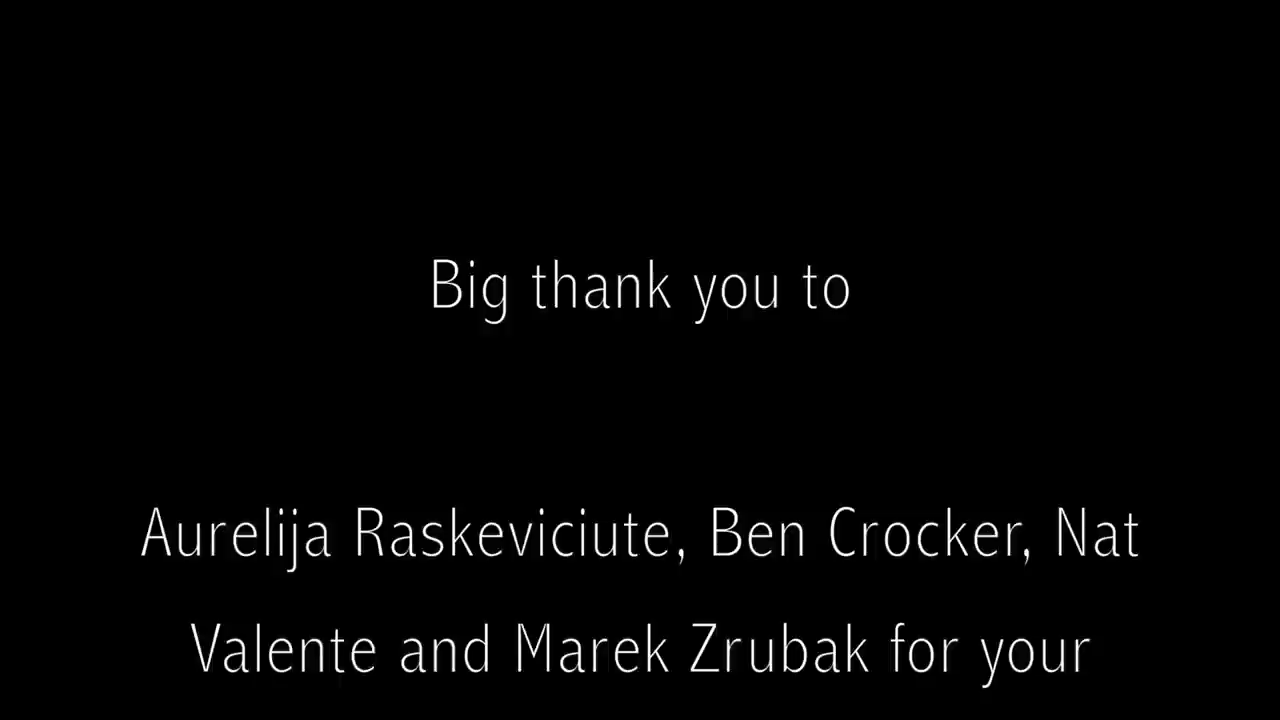 Big thank you to
Aurelija Raskeviciute, Ben Crocker, Nat
Valente and Marek Zrubak for your